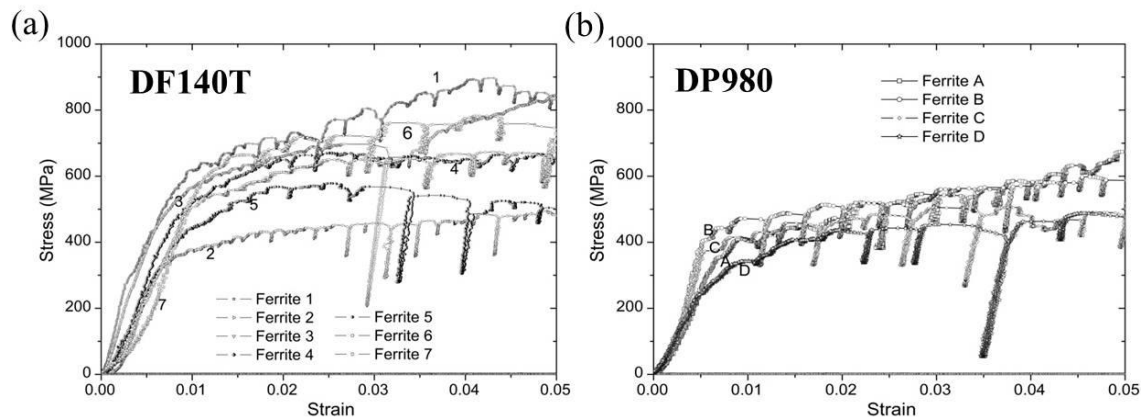 (a)
DF140T
Stress (MPa)
1000
800
600
400
200
0
0.00 0.01 0.02 0.03 0.04 0.05
Strain
1
6
3
4
5
2
7
Ferrite 1
Ferrite 2
Ferrite 3
Ferrite 4
Ferrite 5
Ferrite 6
Ferrite 7
(b)
DP980
Stress (MPa)
1000
800
600
400
200
0
0.00 0.01 0.02 0.03 0.04 0.05
Strain
Ferrite A
Ferrite B
Ferrite C
Ferrite D
B
C
A
D